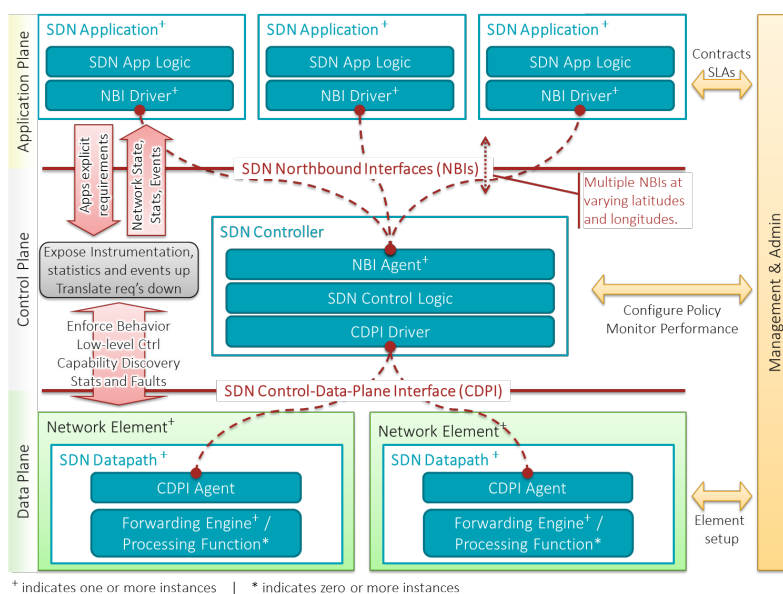 Application Plane
SDN Application+
SDN App Logic
NBI Driver+
SDN Application+
SDN App Logic
NBI Driver+
SDN Application+
SDN App Logic
NBI Driver+
Contracts
SLAs
Apps explicit
requirements
Network State,
Stats, Events
SDN Northbound Interfaces (NBIs)
Multiple NBIs at
varying latitudes
and longitudes.
Control Plane
Expose Instrumentation,
statistics and events up
Translate req's down
SDN Controller
NBI Agent+
SDN Control Logic
CDPI Driver
Configure Policy
Monitor Performance
Management & Admin
Enforce Behavior
Low-level Ctrl
Capability Discovery
Stats and Faults
SDN Control-Data-Plane Interface (CDPI)
Data Plane
Network Element+
SDN Datapath+
CDPI Agent
Forwarding Engine+ /
Processing Function*
Network Element+
SDN Datapath+
CDPI Agent
Forwarding Engine+ /
Processing Function*
Element
setup
+ indicates one or more instances | * indicates zero or more instances